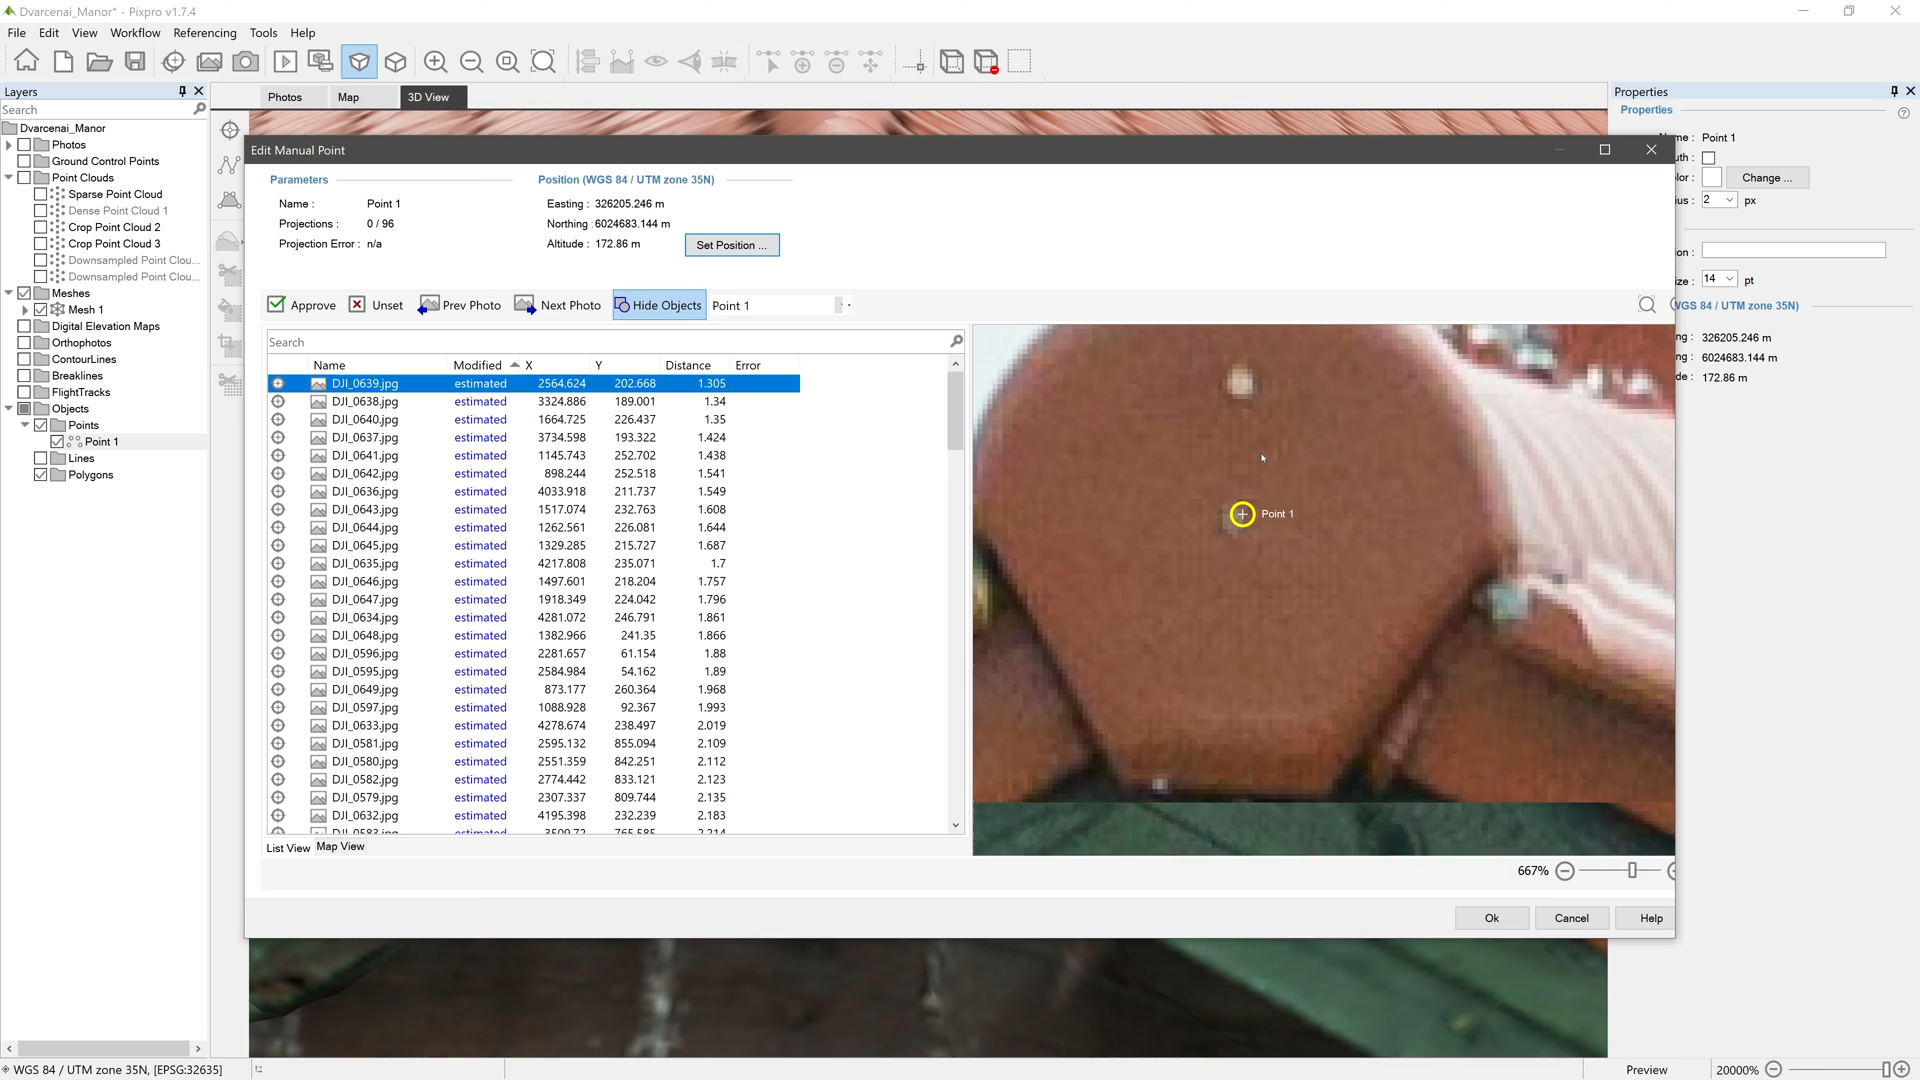 Dvarcenai_Manor* - Pixpro v1.7.4
File Edit View Workflow Referencing Tools Help
Layers
Search
Dvarcenai_Manor
Photos
Ground Control Points
Point Clouds
Sparse Point Cloud
Dense Point Cloud 1
Crop Point Cloud 2
Crop Point Cloud 3
Downsampled Point Clou...
Downsampled Point Clou...
Meshes
Mesh 1
Digital Elevation Maps
Orthophotos
ContourLines
Breaklines
FlightTracks
Objects
Points
Point 1
Lines
Polygons
Photos Map 3D View
Edit Manual Point
Parameters
Name : Point 1
Projections : 0 / 96
Projection Error : n/a
Position (WGS 84 / UTM zone 35N)
Easting : 326205.246 m
Northing : 6024683.144 m
Altitude : 172.86 m
Set Position ...
Approve Unset Prev Photo Next Photo Hide Objects Point 1
Search
Name Modified X Y Distance Error
DJI_0639.jpg estimated 2564.624 202.668 1.305
DJI_0638.jpg estimated 3324.886 189.001 1.34
DJI_0640.jpg estimated 1664.725 226.437 1.35
DJI_0637.jpg estimated 3734.598 193.322 1.424
DJI_0641.jpg estimated 1145.743 252.702 1.438
DJI_0642.jpg estimated 898.244 252.518 1.541
DJI_0636.jpg estimated 4033.918 211.737 1.549
DJI_0643.jpg estimated 1517.074 232.763 1.608
DJI_0644.jpg estimated 1262.561 226.081 1.644
DJI_0645.jpg estimated 1329.285 215.727 1.687
DJI_0635.jpg estimated 4217.808 235.071 1.7
DJI_0646.jpg estimated 1497.601 218.204 1.757
DJI_0647.jpg estimated 1918.349 224.042 1.796
DJI_0634.jpg estimated 4281.072 246.791 1.861
DJI_0648.jpg estimated 1382.966 241.35 1.866
DJI_0596.jpg estimated 2281.657 61.154 1.88
DJI_0595.jpg estimated 2584.984 54.162 1.89
DJI_0649.jpg estimated 873.177 260.364 1.968
DJI_0597.jpg estimated 1088.928 92.367 1.993
DJI_0633.jpg estimated 4278.674 238.497 2.019
DJI_0581.jpg estimated 2595.132 855.094 2.109
DJI_0580.jpg estimated 2551.359 842.251 2.112
DJI_0582.jpg estimated 2774.442 833.121 2.123
DJI_0579.jpg estimated 2307.337 809.744 2.135
DJI_0632.jpg estimated 4195.398 232.239 2.183
DJI_0583.jpg estimated 3509.72 765.585 2.214
List View Map View
Point 1
667%
Ok Cancel Help
Properties
Properties
me : Point 1
uth :
lor : Change ...
ius : 2 px
on :
ize : 14 pt
WGS 84 / UTM zone 35N)
ng : 326205.246 m
ng : 6024683.144 m
de : 172.86 m
WGS 84 / UTM zone 35N, [EPSG:32635]
Preview 20000%